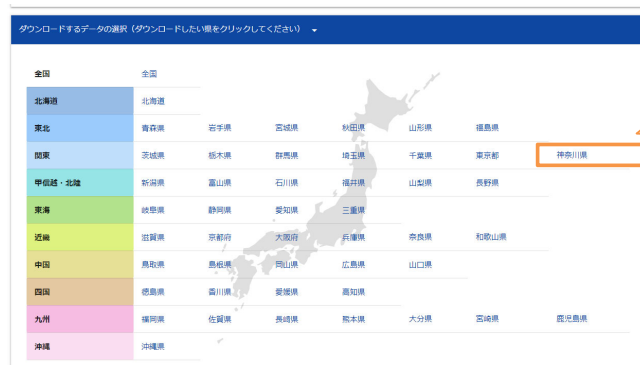 ダウンロードするデータの選択（ダウンロードしたい県をクリックしてください）
全国 全国
北海道 北海道
東北 青森県 岩手県 宮城県 秋田県 山形県 福島県
関東 茨城県 栃木県 群馬県 埼玉県 千葉県 東京都 神奈川県
甲信越・北陸 新潟県 富山県 石川県 福井県 山梨県 長野県
東海 岐阜県 静岡県 愛知県 三重県
近畿 滋賀県 京都府 大阪府 兵庫県 奈良県 和歌山県
中国 鳥取県 島根県 岡山県 広島県 山口県
四国 徳島県 香川県 愛媛県 高知県
九州 福岡県 佐賀県 長崎県 熊本県 大分県 宮崎県 鹿児島県
沖縄 沖縄県